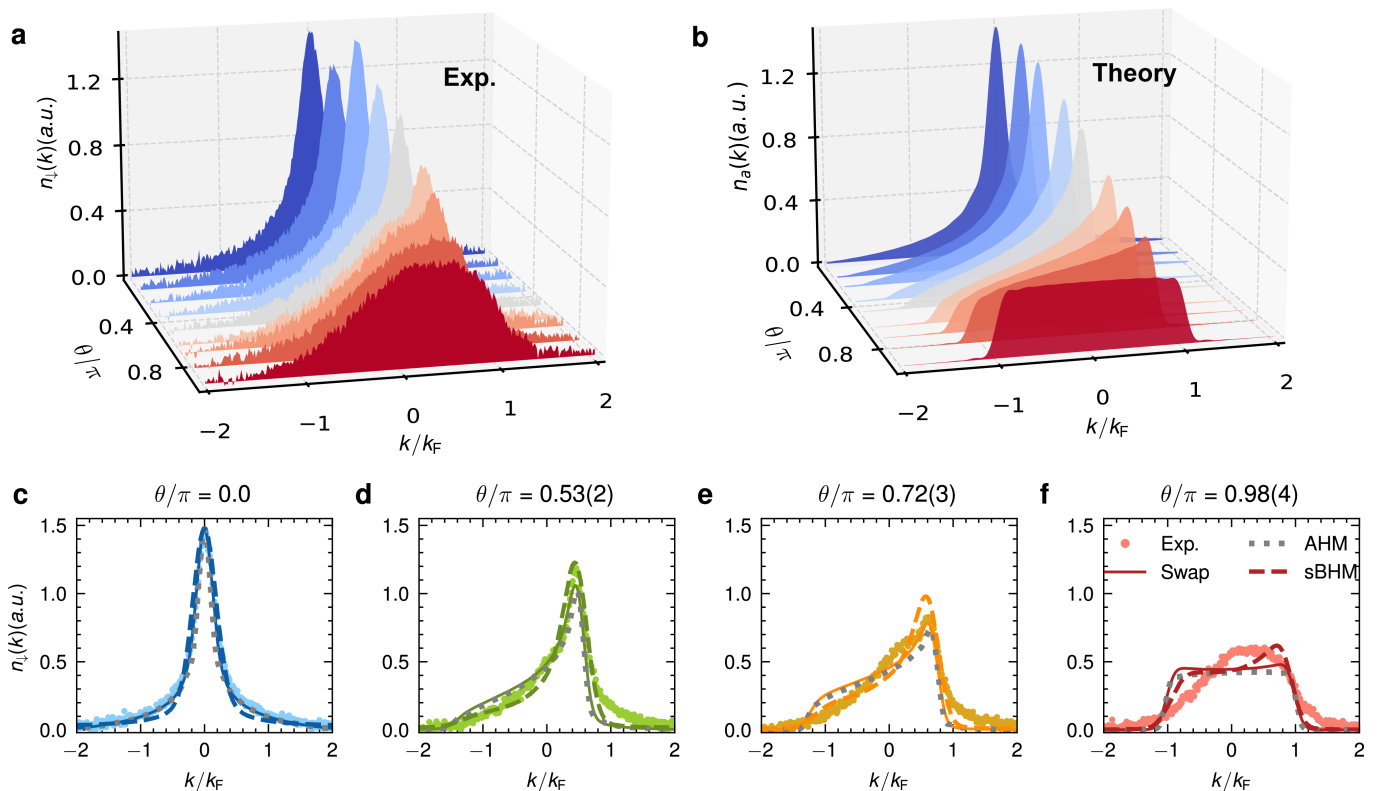 a
Exp.
n↓(k)(a.u.)
1.2
0.8
0.4
0.0
0.4
0.8
θ/π
−2
−1
0
1
2
k/kF
b
Theory
na(k)(a.u.)
1.2
0.8
0.4
0.0
0.4
0.8
θ/π
−2
−1
0
1
2
k/kF
c
θ/π = 0.0
n↓(k)(a.u.)
1.5
1.0
0.5
0.0
−2 −1 0 1 2
k/kF
d
θ/π = 0.53(2)
1.5
1.0
0.5
0.0
−2 −1 0 1 2
k/kF
e
θ/π = 0.72(3)
1.5
1.0
0.5
0.0
−2 −1 0 1 2
k/kF
f
θ/π = 0.98(4)
1.5
1.0
0.5
0.0
Exp.
Swap
AHM
sBHM
−2 −1 0 1 2
k/kF